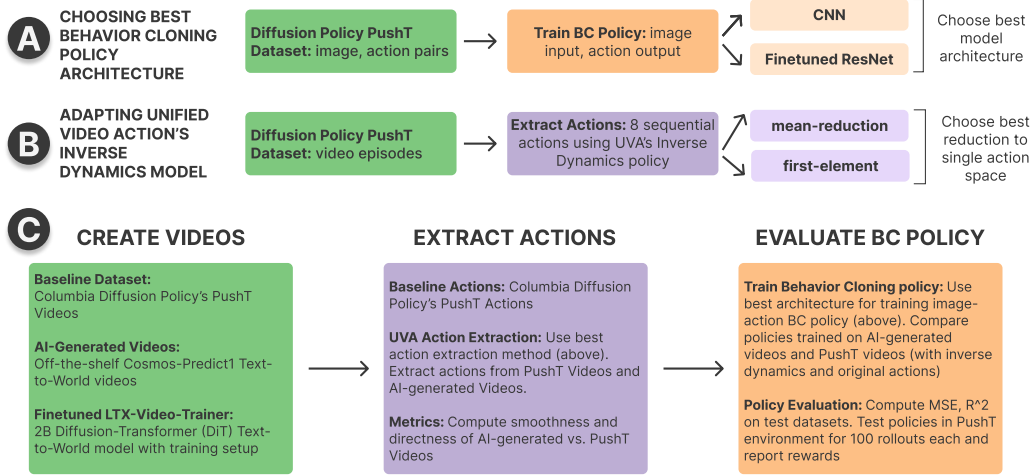 A
CHOOSING BEST
BEHAVIOR CLONING
POLICY
ARCHITECTURE
Diffusion Policy PushT
Dataset: image, action pairs
Train BC Policy: image
input, action output
CNN
Finetuned ResNet
Choose best
model
architecture
B
ADAPTING UNIFIED
VIDEO ACTION'S
INVERSE
DYNAMICS MODEL
Diffusion Policy PushT
Dataset: video episodes
Extract Actions: 8 sequential
actions using UVA's Inverse
Dynamics policy
mean-reduction
first-element
Choose best
reduction to
single action
space
C
CREATE VIDEOS
Baseline Dataset:
Columbia Diffusion Policy's PushT
Videos
AI-Generated Videos:
Off-the-shelf Cosmos-Predict1 Text-
to-World videos
Finetuned LTX-Video-Trainer:
2B Diffusion-Transformer (DiT) Text-
to-World model with training setup
EXTRACT ACTIONS
Baseline Actions: Columbia Diffusion
Policy's PushT Actions
UVA Action Extraction: Use best
action extraction method (above).
Extract actions from PushT Videos and
AI-generated Videos.
Metrics: Compute smoothness and
directness of AI-generated vs. PushT
Videos
EVALUATE BC POLICY
Train Behavior Cloning policy: Use
best architecture for training image-
action BC policy (above). Compare
policies trained on AI-generated
videos and PushT videos (with inverse
dynamics and original actions)
Policy Evaluation: Compute MSE, R^2
on test datasets. Test policies in PushT
environment for 100 rollouts each and
report rewards